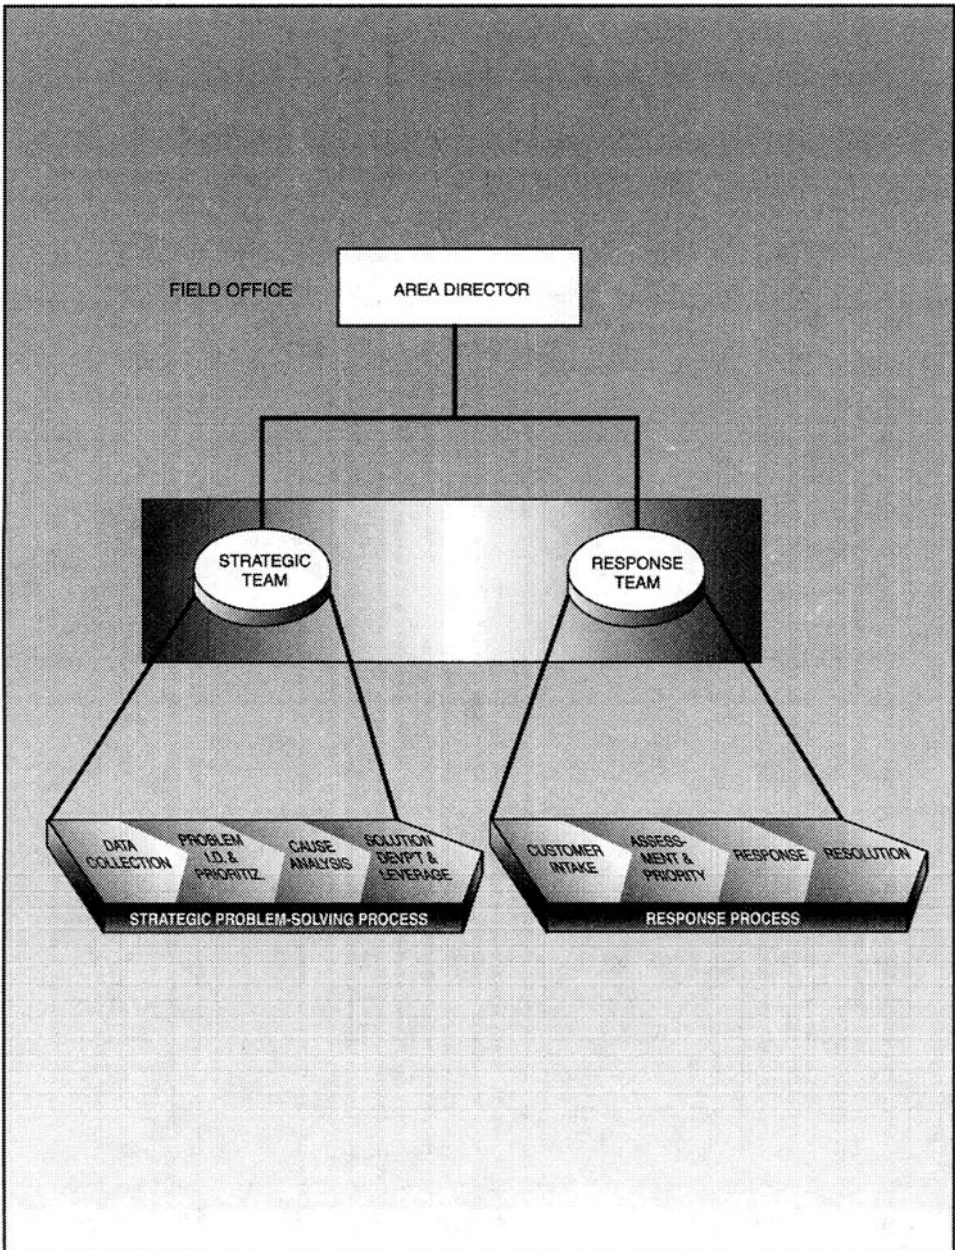 FIELD OFFICE
AREA DIRECTOR
STRATEGIC
TEAM
RESPONSE
TEAM
DATA
COLLECTION
PROBLEM
I.D. &
PRIORITIZ.
CAUSE
ANALYSIS
SOLUTION
DEVP'T &
LEVERAGE
STRATEGIC PROBLEM-SOLVING PROCESS
CUSTOMER
INTAKE
ASSESS-
MENT &
PRIORITY
RESPONSE
RESOLUTION
RESPONSE PROCESS